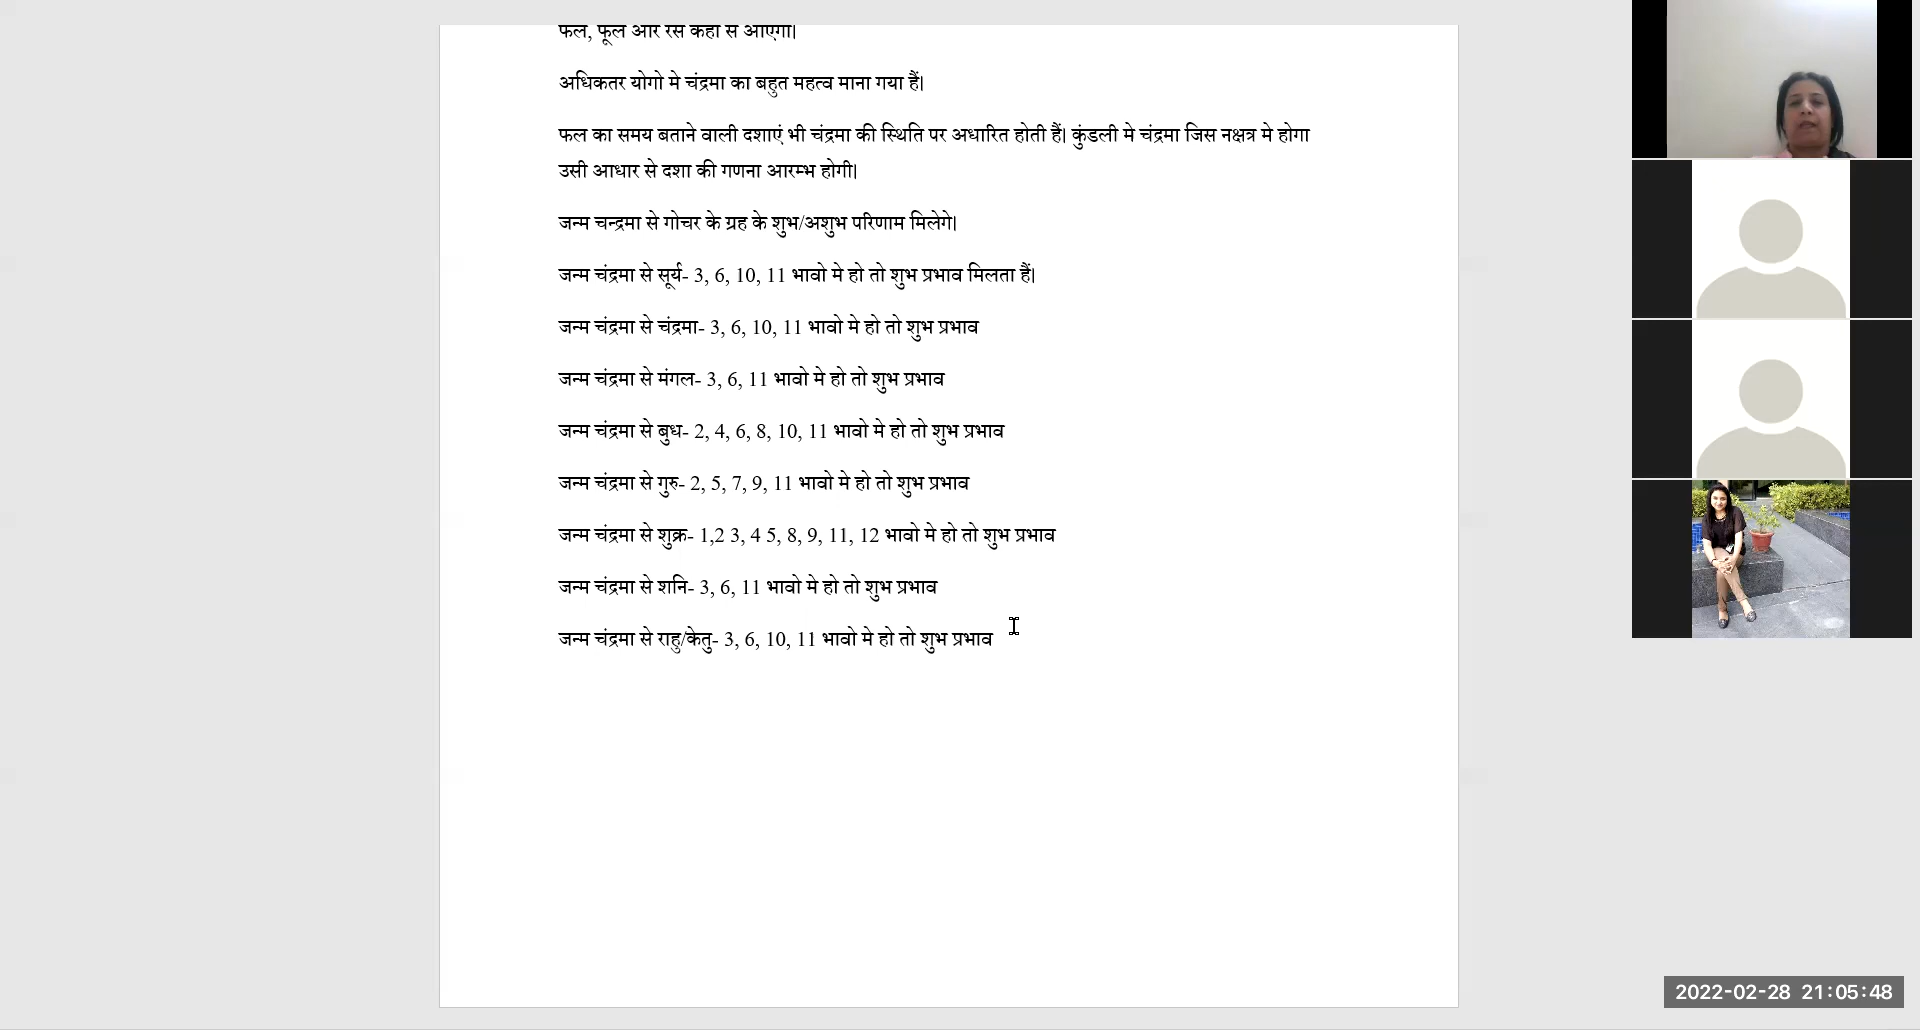 फल, फूल और रस कहाँ से आएगा।
अधिकतर योगो मे चंद्रमा का बहुत महत्व माना गया हैं।
फल का समय बताने वाली दशाएं भी चंद्रमा की स्थिति पर अधारित होती हैं। कुंडली मे चंद्रमा जिस नक्षत्र मे होगा
उसी आधार से दशा की गणना आरम्भ होगी।
जन्म चन्द्रमा से गोचर के ग्रह के शुभ/अशुभ परिणाम मिलेगे।
जन्म चंद्रमा से सूर्य- 3, 6, 10, 11 भावो मे हो तो शुभ प्रभाव मिलता हैं।
जन्म चंद्रमा से चंद्रमा- 3, 6, 10, 11 भावो मे हो तो शुभ प्रभाव
जन्म चंद्रमा से मंगल- 3, 6, 11 भावो मे हो तो शुभ प्रभाव
जन्म चंद्रमा से बुध- 2, 4, 6, 8, 10, 11 भावो मे हो तो शुभ प्रभाव
जन्म चंद्रमा से गुरु- 2, 5, 7, 9, 11 भावो मे हो तो शुभ प्रभाव
जन्म चंद्रमा से शुक्र- 1,2 3, 4 5, 8, 9, 11, 12 भावो मे हो तो शुभ प्रभाव
जन्म चंद्रमा से शनि- 3, 6, 11 भावो मे हो तो शुभ प्रभाव
जन्म चंद्रमा से राहु/केतु- 3, 6, 10, 11 भावो मे हो तो शुभ प्रभाव
2022-02-28 21:05:48